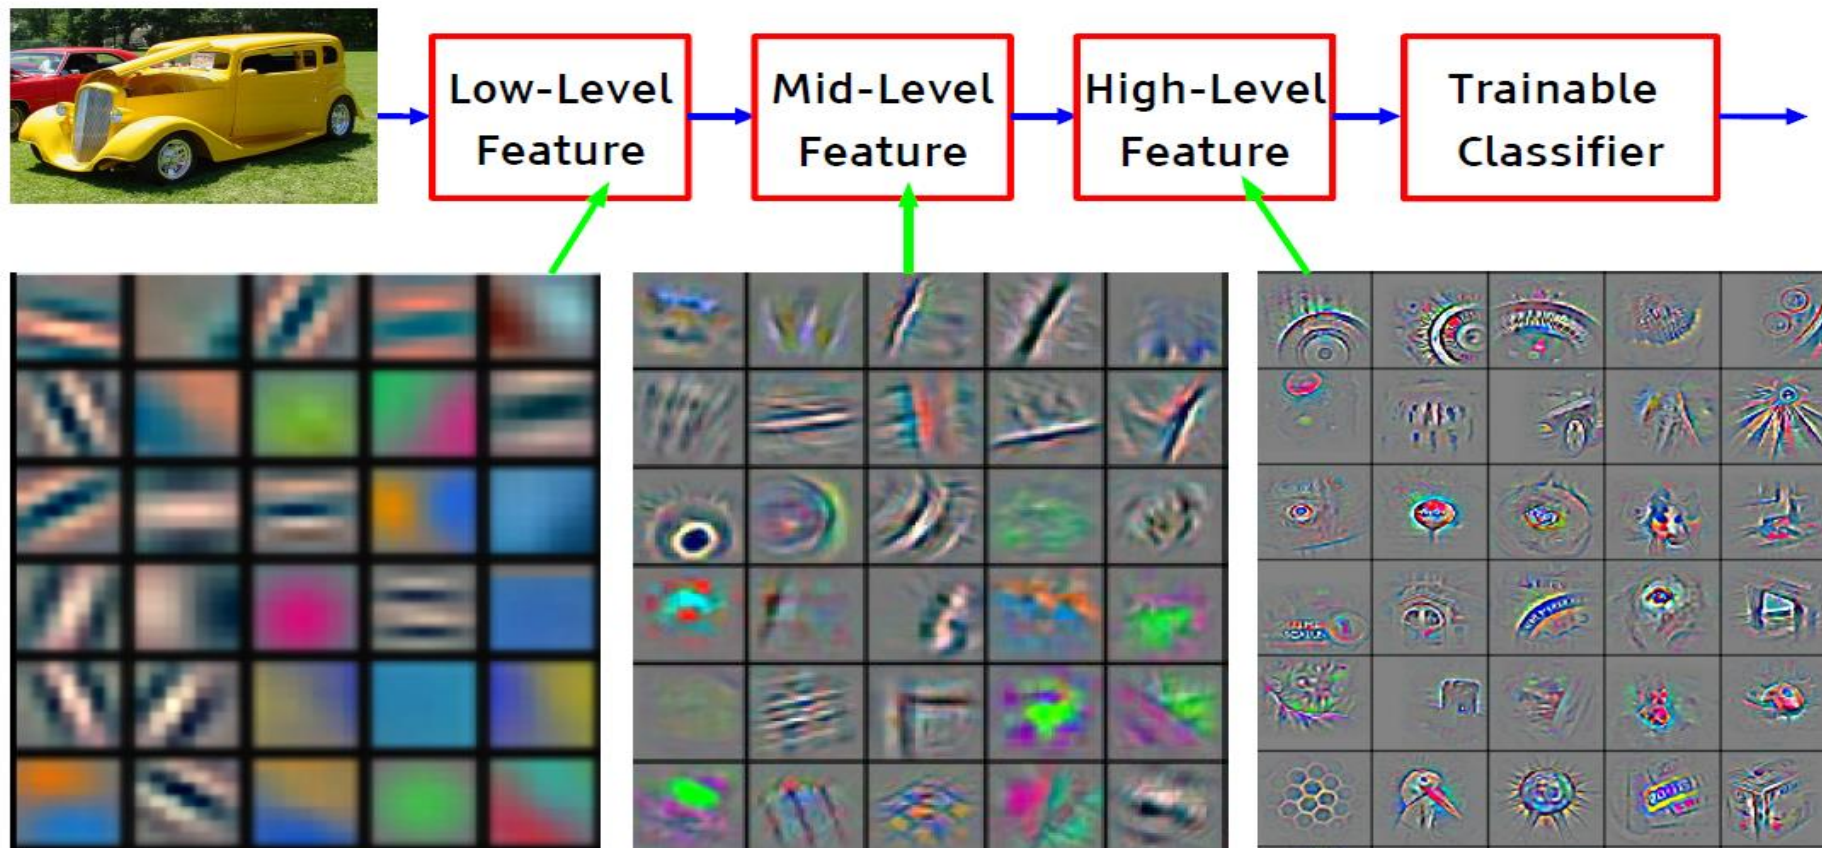 Low-Level
Feature
Mid-Level
Feature
High-Level
Feature
Trainable
Classifier